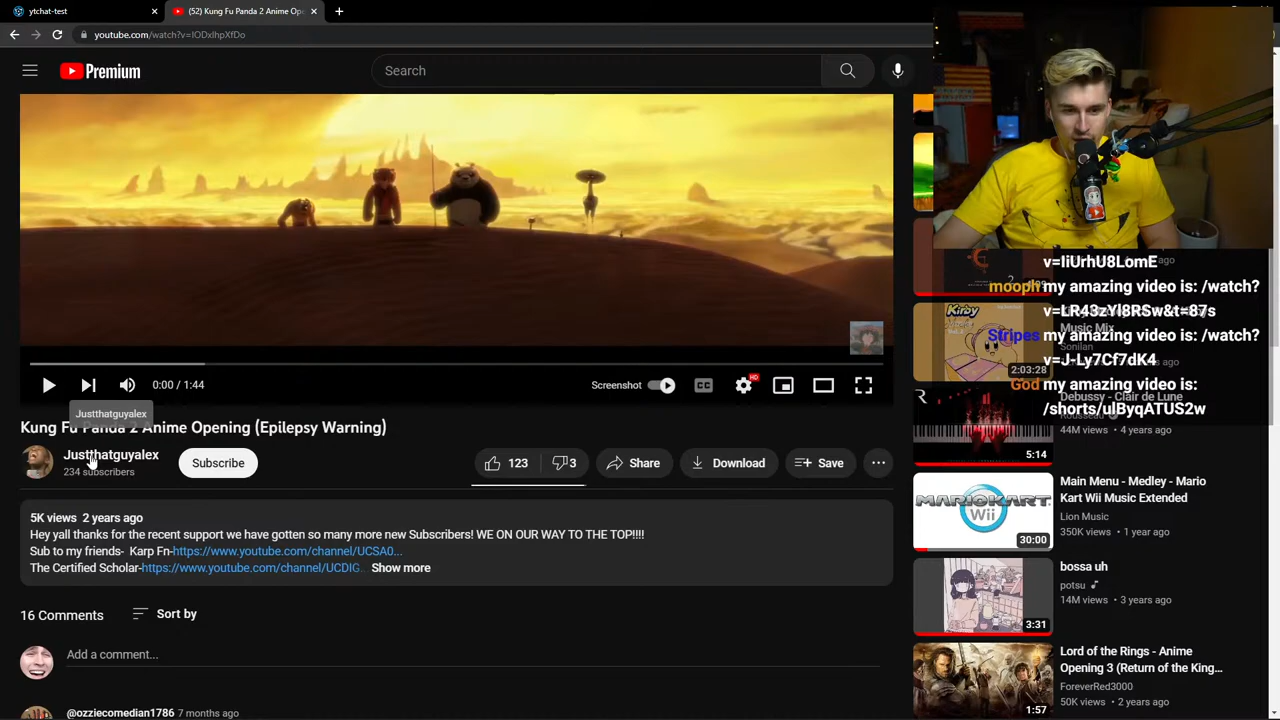 ytchat-test
(52) Kung Fu Panda 2 Anime Ope
youtube.com/watch?v=IODxIhpXfDo
Premium
Search
v=liUrhU8LomE
mooph my amazing video is: /watch?
v=LR43zYl8RSw&t=87s
Stripes my amazing video is: /watch?
v=J-Ly7Cf7dK4
God my amazing video is:
/shorts/ulByqATUS2w
Kirby
Music Mix
Sonilan
2:03:28
0:00 / 1:44
Screenshot
CC
HD
Justthatguyalex
Kung Fu Panda 2 Anime Opening (Epilepsy Warning)
Justthatguyalex
234 subscribers
Subscribe
123
3
Share
Download
Save
5K views 2 years ago
Hey yall thanks for the recent support we have gotten so many more new Subscribers! WE ON OUR WAY TO THE TOP!!!!
Sub to my friends- Karp Fn-https://www.youtube.com/channel/UCSA0...
The Certified Scholar-https://www.youtube.com/channel/UCDIG... Show more
16 Comments
Sort by
Add a comment...
@ozziecomedian1786 7 months ago
Debussy - Clair de Lune
Rousseau
44M views • 4 years ago
5:14
MARIOKART
Wii
30:00
Main Menu - Medley - Mario
Kart Wii Music Extended
Lion Music
350K views • 1 year ago
bossa uh
potsu
14M views • 3 years ago
3:31
Lord of the Rings - Anime
Opening 3 (Return of the King...
ForeverRed3000
50K views • 2 years ago
1:57